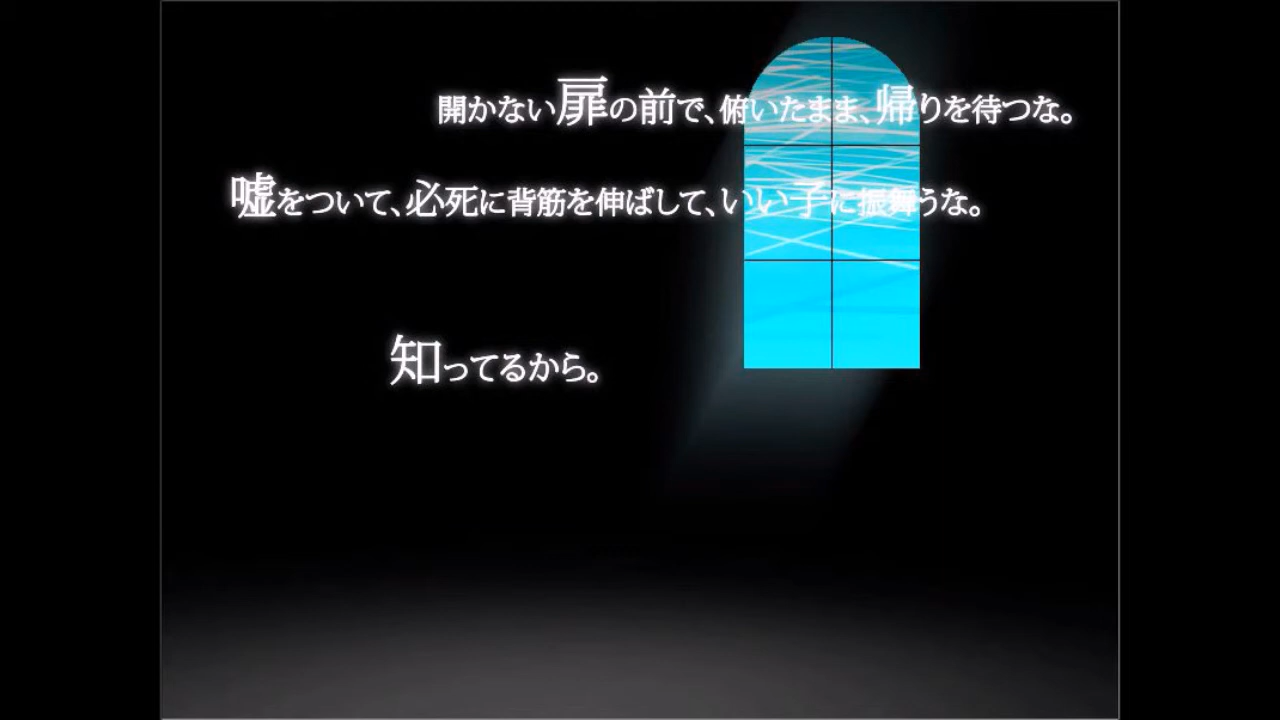 開かない扉の前で、俯いたまま、帰りを待つな。
嘘をついて、必死に背筋を伸ばして、いい子に振舞うな。
知ってるから。